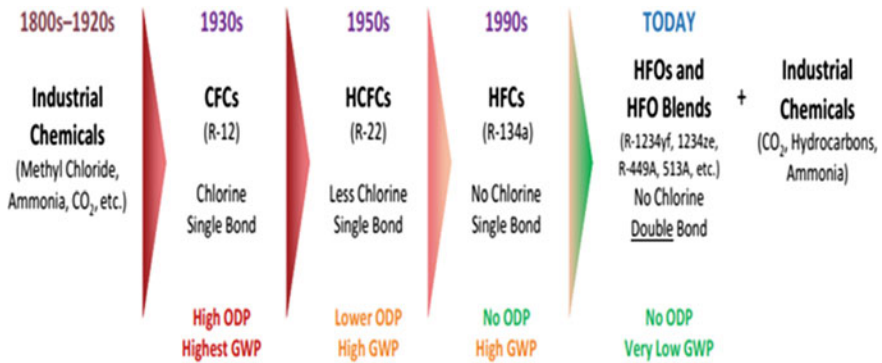 1800s–1920s
Industrial
Chemicals
(Methyl Chloride,
Ammonia, CO₂, etc.)
1930s
CFCs
(R-12)
Chlorine
Single Bond
High ODP
Highest GWP
1950s
HCFCs
(R-22)
Less Chlorine
Single Bond
Lower ODP
High GWP
1990s
HFCs
(R-134a)
No Chlorine
Single Bond
No ODP
High GWP
TODAY
HFOs and
HFO Blends
(R-1234yf, 1234ze,
R-449A, 513A, etc.)
No Chlorine
Double Bond
No ODP
Very Low GWP
+
Industrial
Chemicals
(CO₂, Hydrocarbons,
Ammonia)